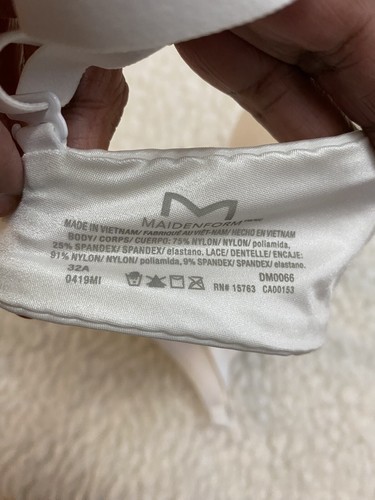 M
MAIDENFORM
MADE IN VIETNAM/ FABRIQUÉ AU VIÊT-NAM/ HECHO EN VIETNAM
BODY/ CORPS/ CUERPO: 75% NYLON/ NYLON/ poliamida,
25% SPANDEX/ SPANDEX/ elastano. LACE/ DENTELLE/ ENCAJE:
91% NYLON/ NYLON/ poliamida, 9% SPANDEX/ SPANDEX/ elastano.
32A
DM0066
0419MI
RN# 15763 CA00153